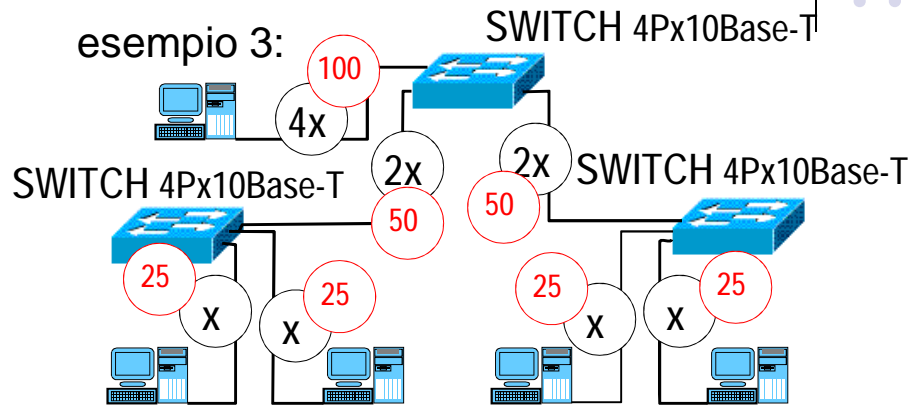 SWITCH 4Px10Base-T
esempio 3:
100
4x
2x
2x
SWITCH 4Px10Base-T
SWITCH 4Px10Base-T
50
50
25
25
25
25
x
x
x
x